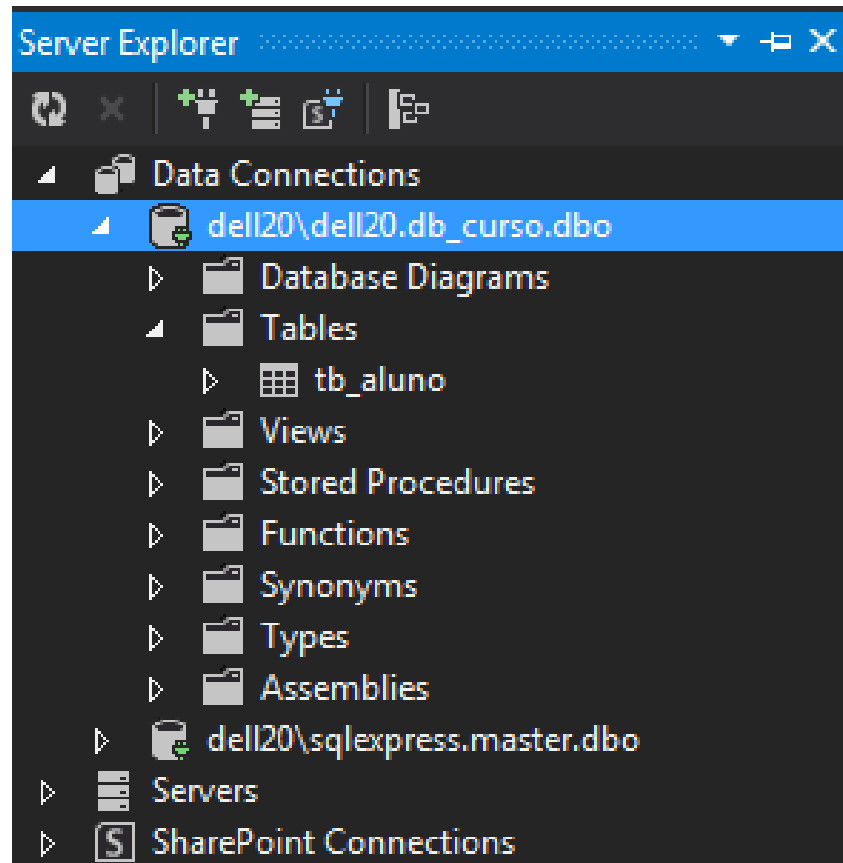 Server Explorer
Data Connections
dell20\dell20.db_curso.dbo
Database Diagrams
Tables
tb_aluno
Views
Stored Procedures
Functions
Synonyms
Types
Assemblies
dell20\sqlexpress.master.dbo
Servers
SharePoint Connections